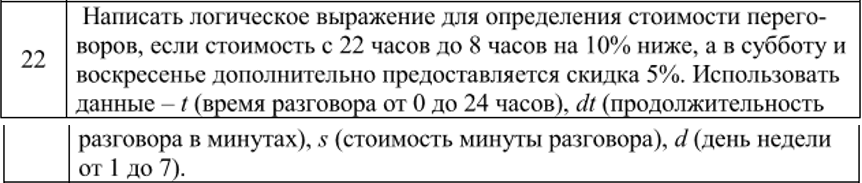 Написать логическое выражение для определения стоимости перего-
воров, если стоимость с 22 часов до 8 часов на 10% ниже, а в субботу и
22
воскресенье дополнительно предоставляется скидка 5%. Использовать
данные – t (время разговора от 0 до 24 часов), dt (продолжительность
разговора в минутах), s (стоимость минуты разговора), d (день недели
от 1 до 7).